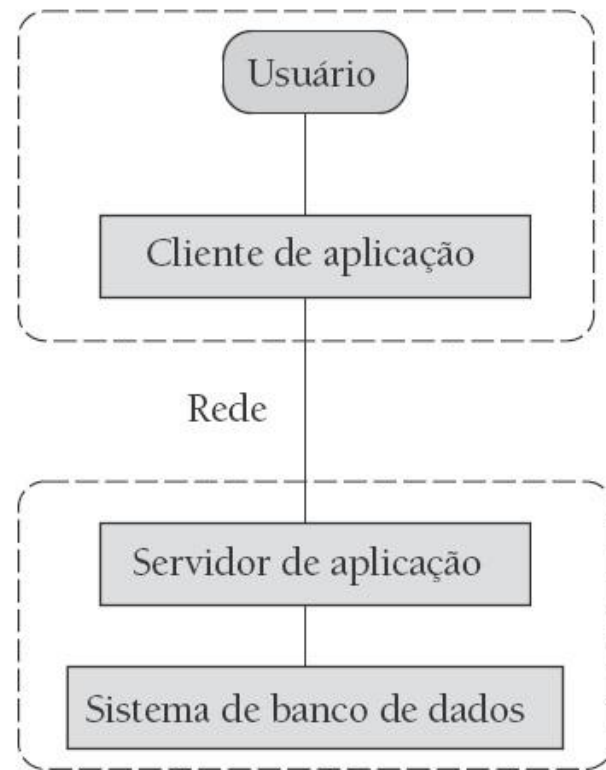 Usuário
Cliente de aplicação
Rede
Servidor de aplicação
Sistema de banco de dados